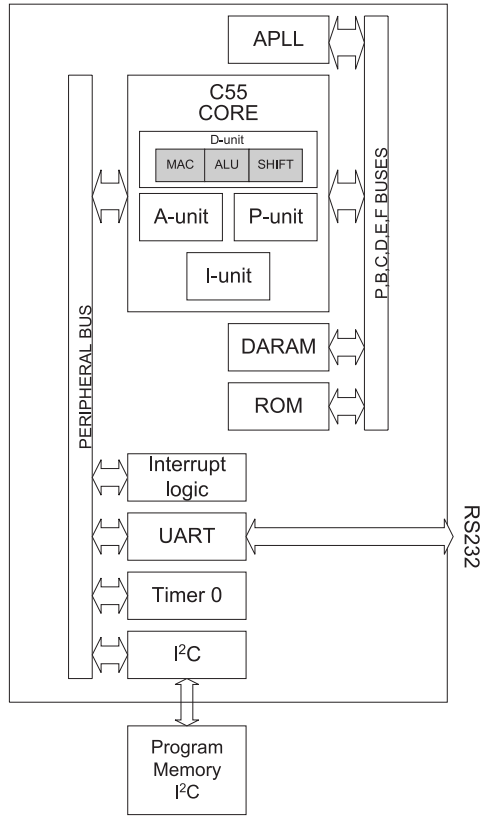 APLL
C55
CORE
D-unit
MAC ALU SHIFT
A-unit P-unit
I-unit
P,B,C,D,E,F BUSES
PERIPHERAL BUS
DARAM
ROM
Interrupt
logic
UART
RS232
Timer 0
I²C
Program
Memory
I²C